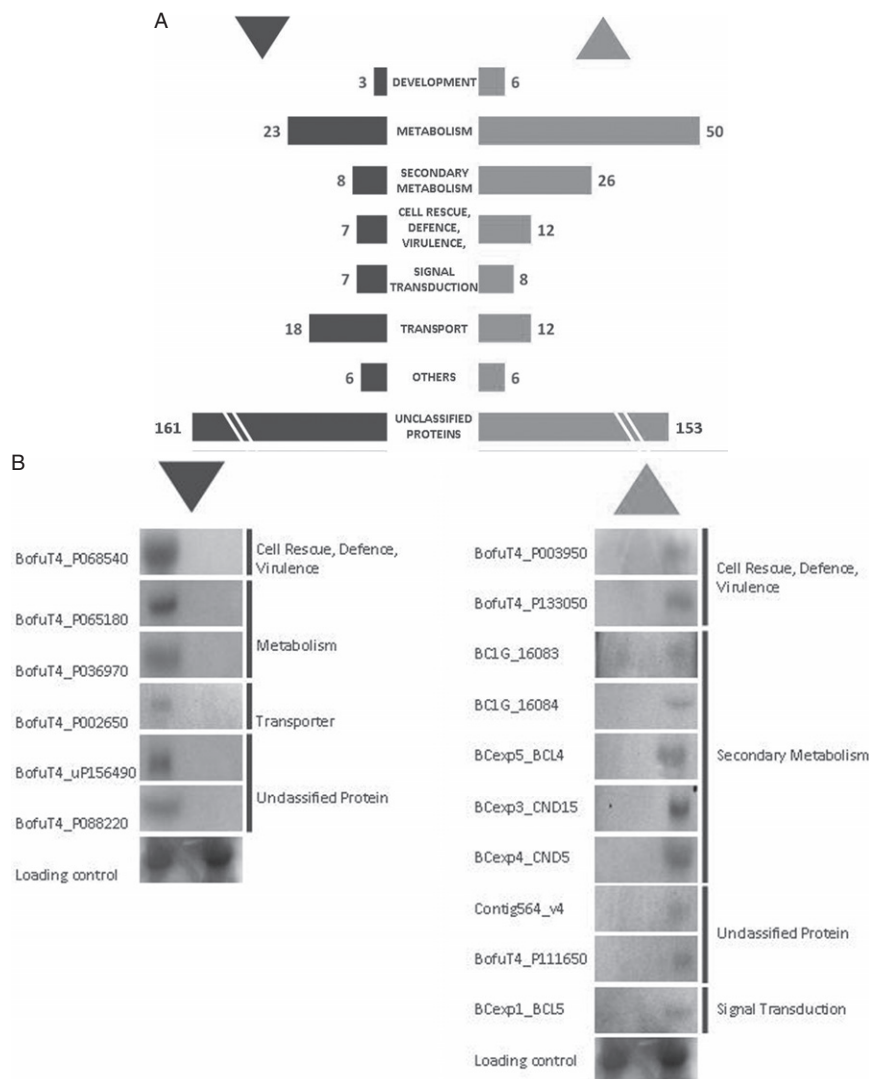 A
3 DEVELOPMENT 6
23 METABOLISM 50
8 SECONDARY METABOLISM 26
7 CELL RESCUE, DEFENCE, VIRULENCE, 12
7 SIGNAL TRANSDUCTION 8
18 TRANSPORT 12
6 OTHERS 6
161 UNCLASSIFIED PROTEINS 153
B
BofuT4_P068540
Cell Rescue, Defence,
Virulence
BofuT4_P065180
Metabolism
BofuT4_P036970
BofuT4_P002650
Transporter
BofuT4_uP156490
Unclassified Protein
BofuT4_P088220
Loading control
BofuT4_P003950
Cell Rescue, Defence,
Virulence
BofuT4_P133050
BC1G_16083
BC1G_16084
BCexp5_BCL4
Secondary Metabolism
BCexp3_CND15
BCexp4_CND5
Contig564_v4
Unclassified Protein
BofuT4_P111650
BCexp1_BCL5
Signal Transduction
Loading control